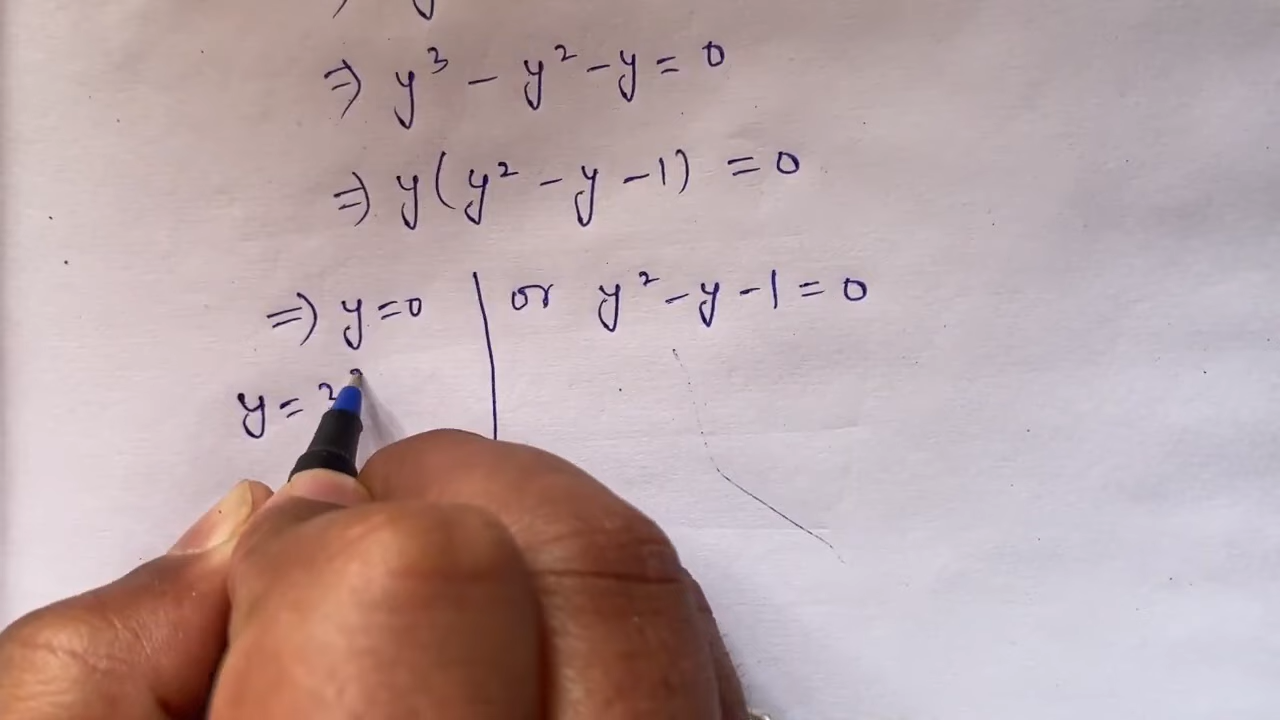 ⇒ y³ - y² - y = 0
⇒ y(y² - y - 1) = 0
⇒ y = 0 | or y² - y - 1 = 0
y =